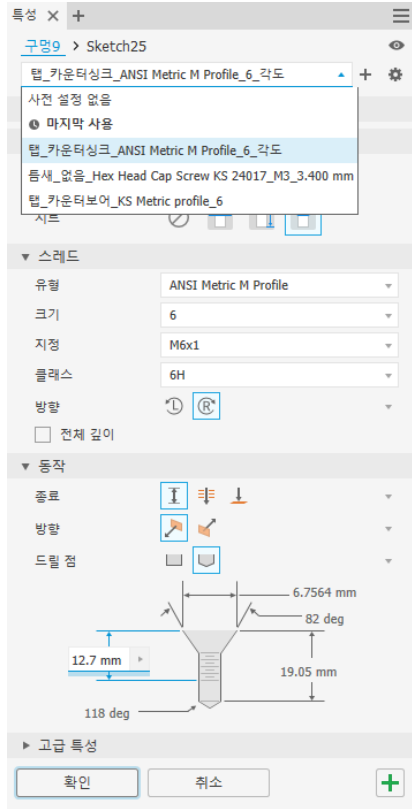 특성 × +
구멍9 > Sketch25
탭_카운터싱크_ANSI Metric M Profile_6_각도
사전 설정 없음
마지막 사용
탭_카운터싱크_ANSI Metric M Profile_6_각도
틈새_없음_Hex Head Cap Screw KS 24017_M3_3.400 mm
탭_카터보어_KS Metric profile_6
시트
스레드
유형 ANSI Metric M Profile
크기 6
지정 M6x1
클래스 6H
방향 L R
전체 깊이
동작
종료
방향
드릴 점
6.7564 mm
82 deg
12.7 mm
19.05 mm
118 deg
고급 특성
확인 취소